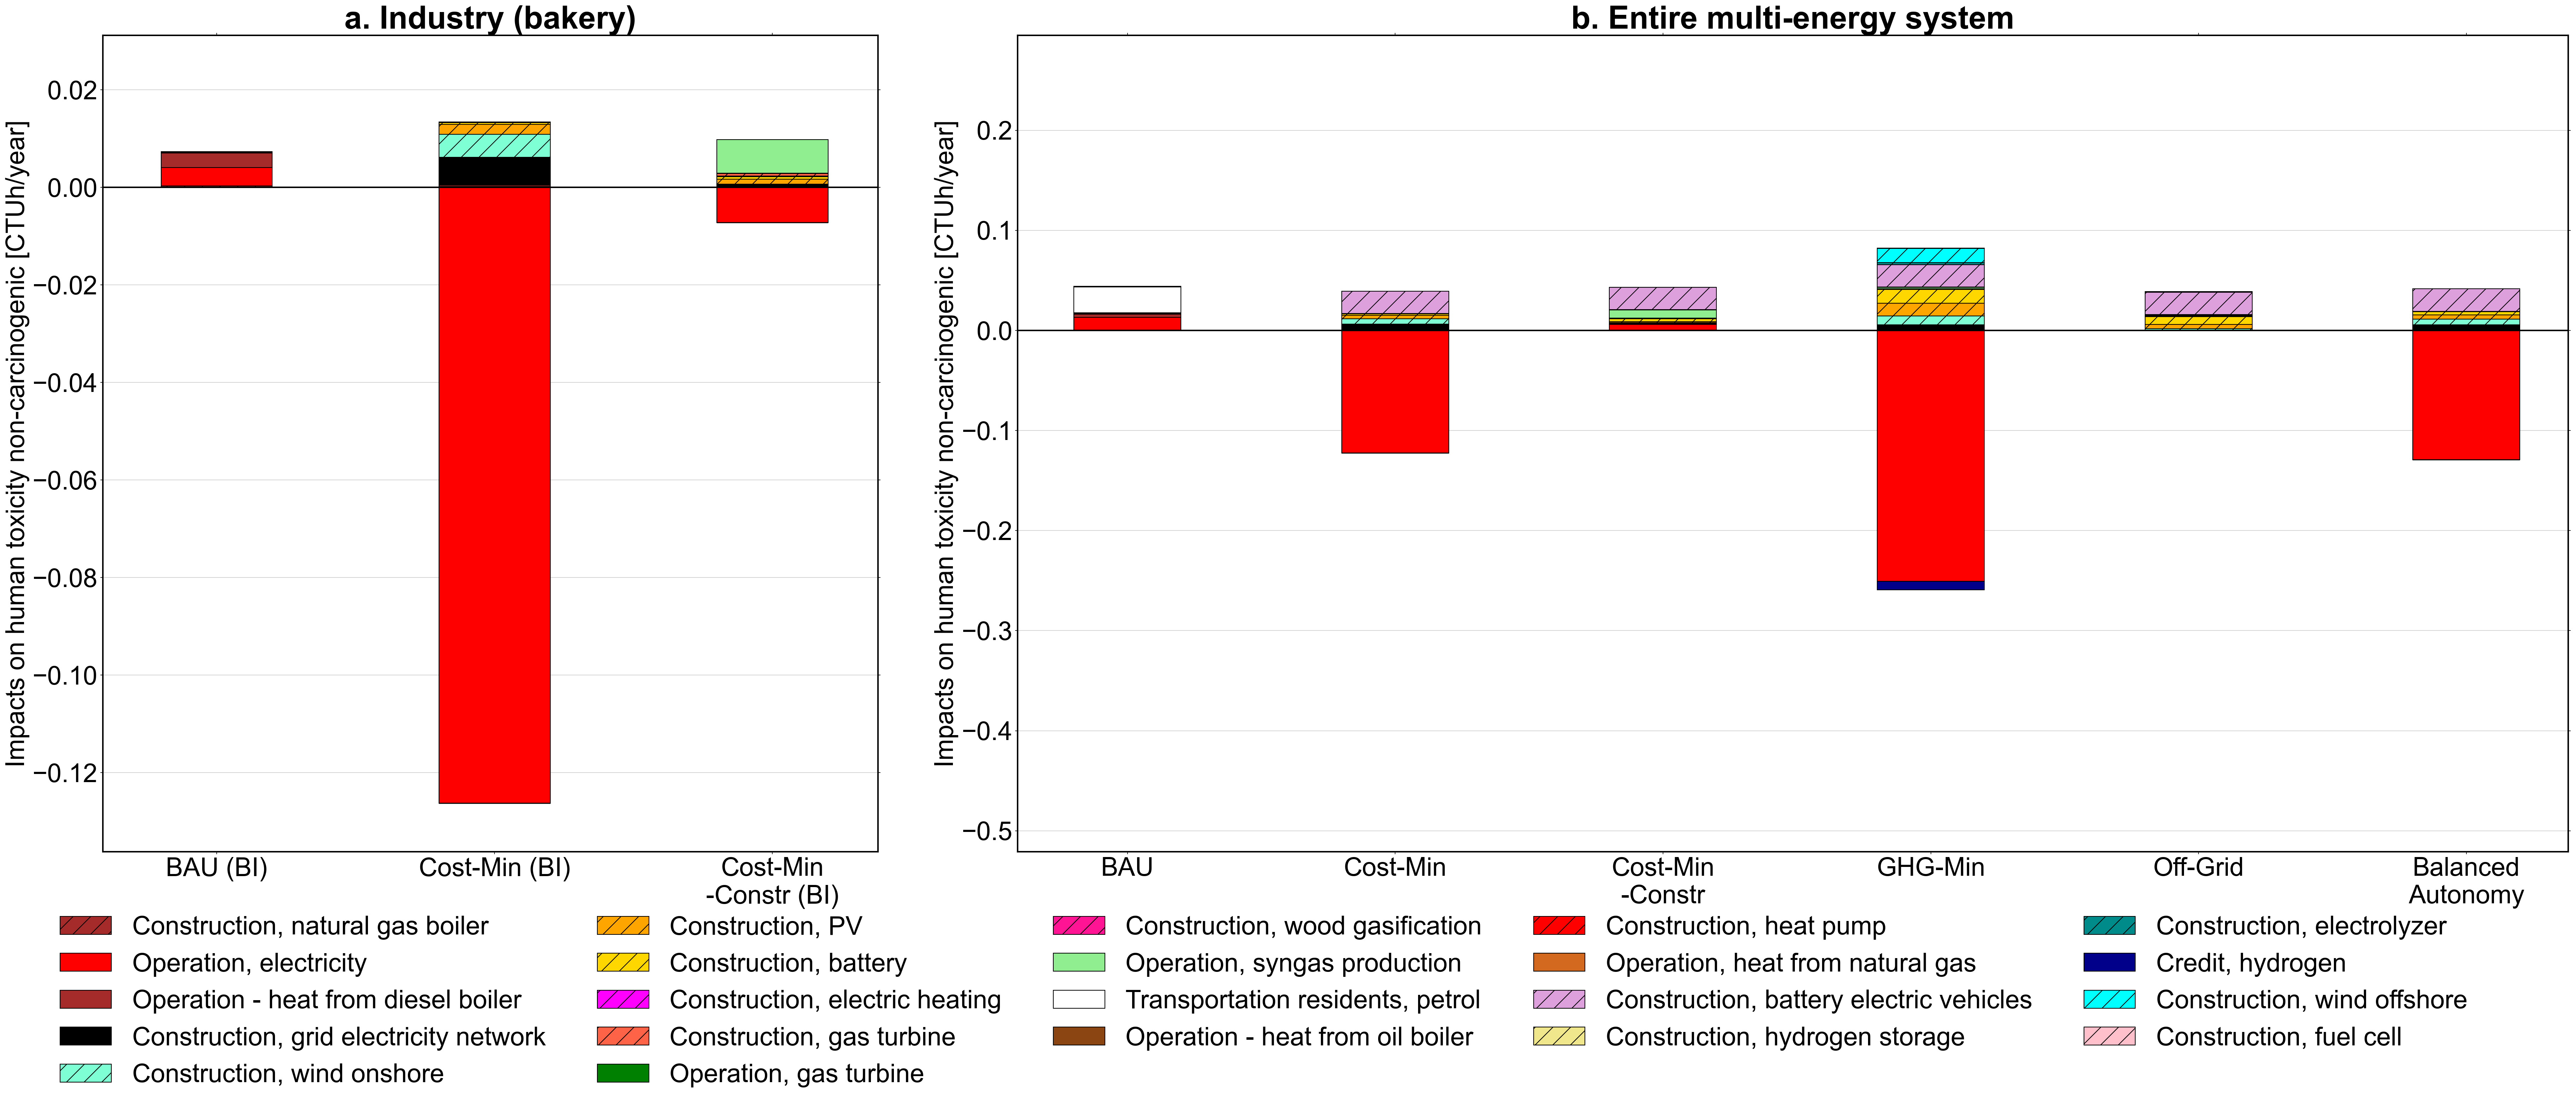 a. Industry (bakery)
Impacts on human toxicity non-carcinogenic [CTUh/year]
0.02
0.00
−0.02
−0.04
−0.06
−0.08
−0.10
−0.12
BAU (BI)
Cost-Min (BI)
Cost-Min
-Constr (BI)
b. Entire multi-energy system
Impacts on human toxicity non-carcinogenic [CTUh/year]
0.2
0.1
0.0
−0.1
−0.2
−0.3
−0.4
−0.5
BAU
Cost-Min
Cost-Min
-Constr
GHG-Min
Off-Grid
Balanced
Autonomy
Construction, natural gas boiler
Operation, electricity
Operation - heat from diesel boiler
Construction, grid electricity network
Construction, wind onshore
Construction, PV
Construction, battery
Construction, electric heating
Construction, gas turbine
Operation, gas turbine
Construction, wood gasification
Operation, syngas production
Transportation residents, petrol
Operation - heat from oil boiler
Construction, heat pump
Operation, heat from natural gas
Construction, battery electric vehicles
Construction, hydrogen storage
Construction, electrolyzer
Credit, hydrogen
Construction, wind offshore
Construction, fuel cell